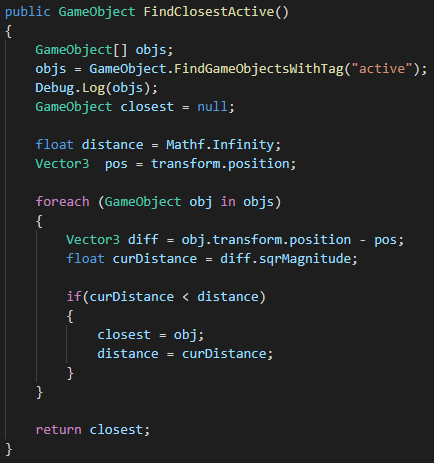 public GameObject FindClosestActive()
{
    GameObject[] objs;
    objs = GameObject.FindGameObjectsWithTag("active");
    Debug.Log(objs);
    GameObject closest = null;

    float distance = Mathf.Infinity;
    Vector3  pos = transform.position;

    foreach (GameObject obj in objs)
    {
        Vector3 diff = obj.transform.position - pos;
        float curDistance = diff.sqrMagnitude;

        if(curDistance < distance)
        {
            closest = obj;
            distance = curDistance;
        }
    }

    return closest;
}